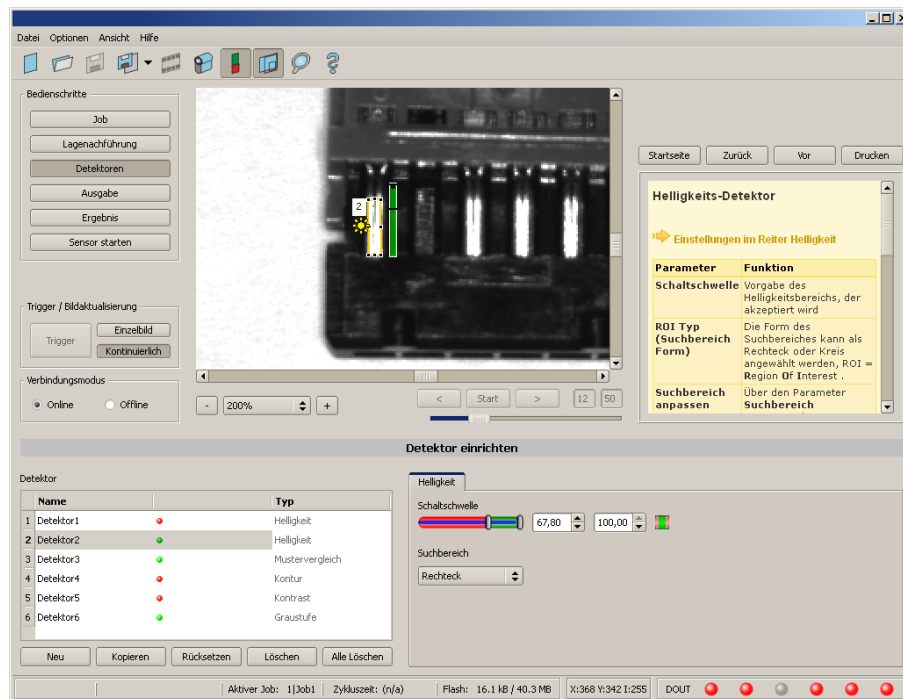 Datei Optionen Ansicht Hilfe
Bedienschritte
Job
Lagenachführung
Detektoren
Ausgabe
Ergebnis
Sensor starten
Trigger / Bildaktualisierung
Trigger
Einzelbild
Kontinuierlich
Verbindungsmodus
Online Offline
2
- 200% +
< Start > 12 50
Startseite Zurück Vor Drucken
Helligkeits-Detektor
Einstellungen im Reiter Helligkeit
Parameter Funktion
Schaltschwelle Vorgabe des
Helligkeitsbereichs, der
akzeptiert wird
ROI Typ Die Form des
(Suchbereich Suchbereiches kann als
Form) Rechteck oder Kreis
angewählt werden, ROI =
Region Of Interest .
Suchbereich Über den Parameter
anpassen Suchbereich
Detektor einrichten
Detektor
Name Typ
1 Detektor1 Helligkeit
2 Detektor2 Helligkeit
3 Detektor3 Mustervergleich
4 Detektor4 Kontur
5 Detektor5 Kontrast
6 Detektor6 Graustufe
Neu Kopieren Rücksetzen Löschen Alle Löschen
Helligkeit
Schaltschwelle
67,80 100,00
Suchbereich
Rechteck
Aktiver Job: 1|Job1 Zykluszeit: (n/a) Flash: 16.1 kB / 40.3 MB X:368 Y:342 I:255 DOUT